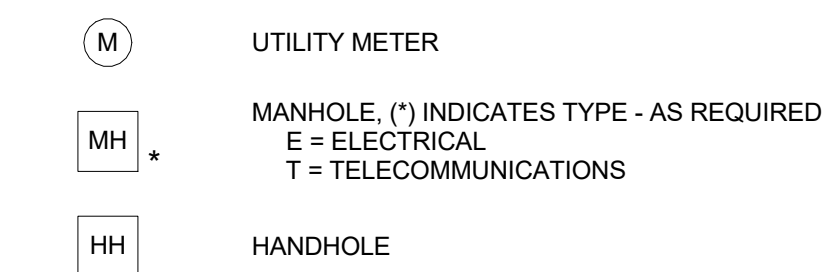 M UTILITY METER
MANHOLE, (*) INDICATES TYPE - AS REQUIRED
MH * E = ELECTRICAL
T = TELECOMMUNICATIONS
HH HANDHOLE